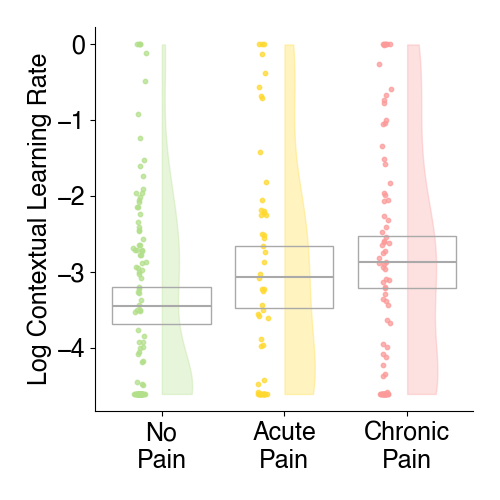 Log Contextual Learning Rate
0
−1
−2
−3
−4
No
Pain
Acute
Pain
Chronic
Pain